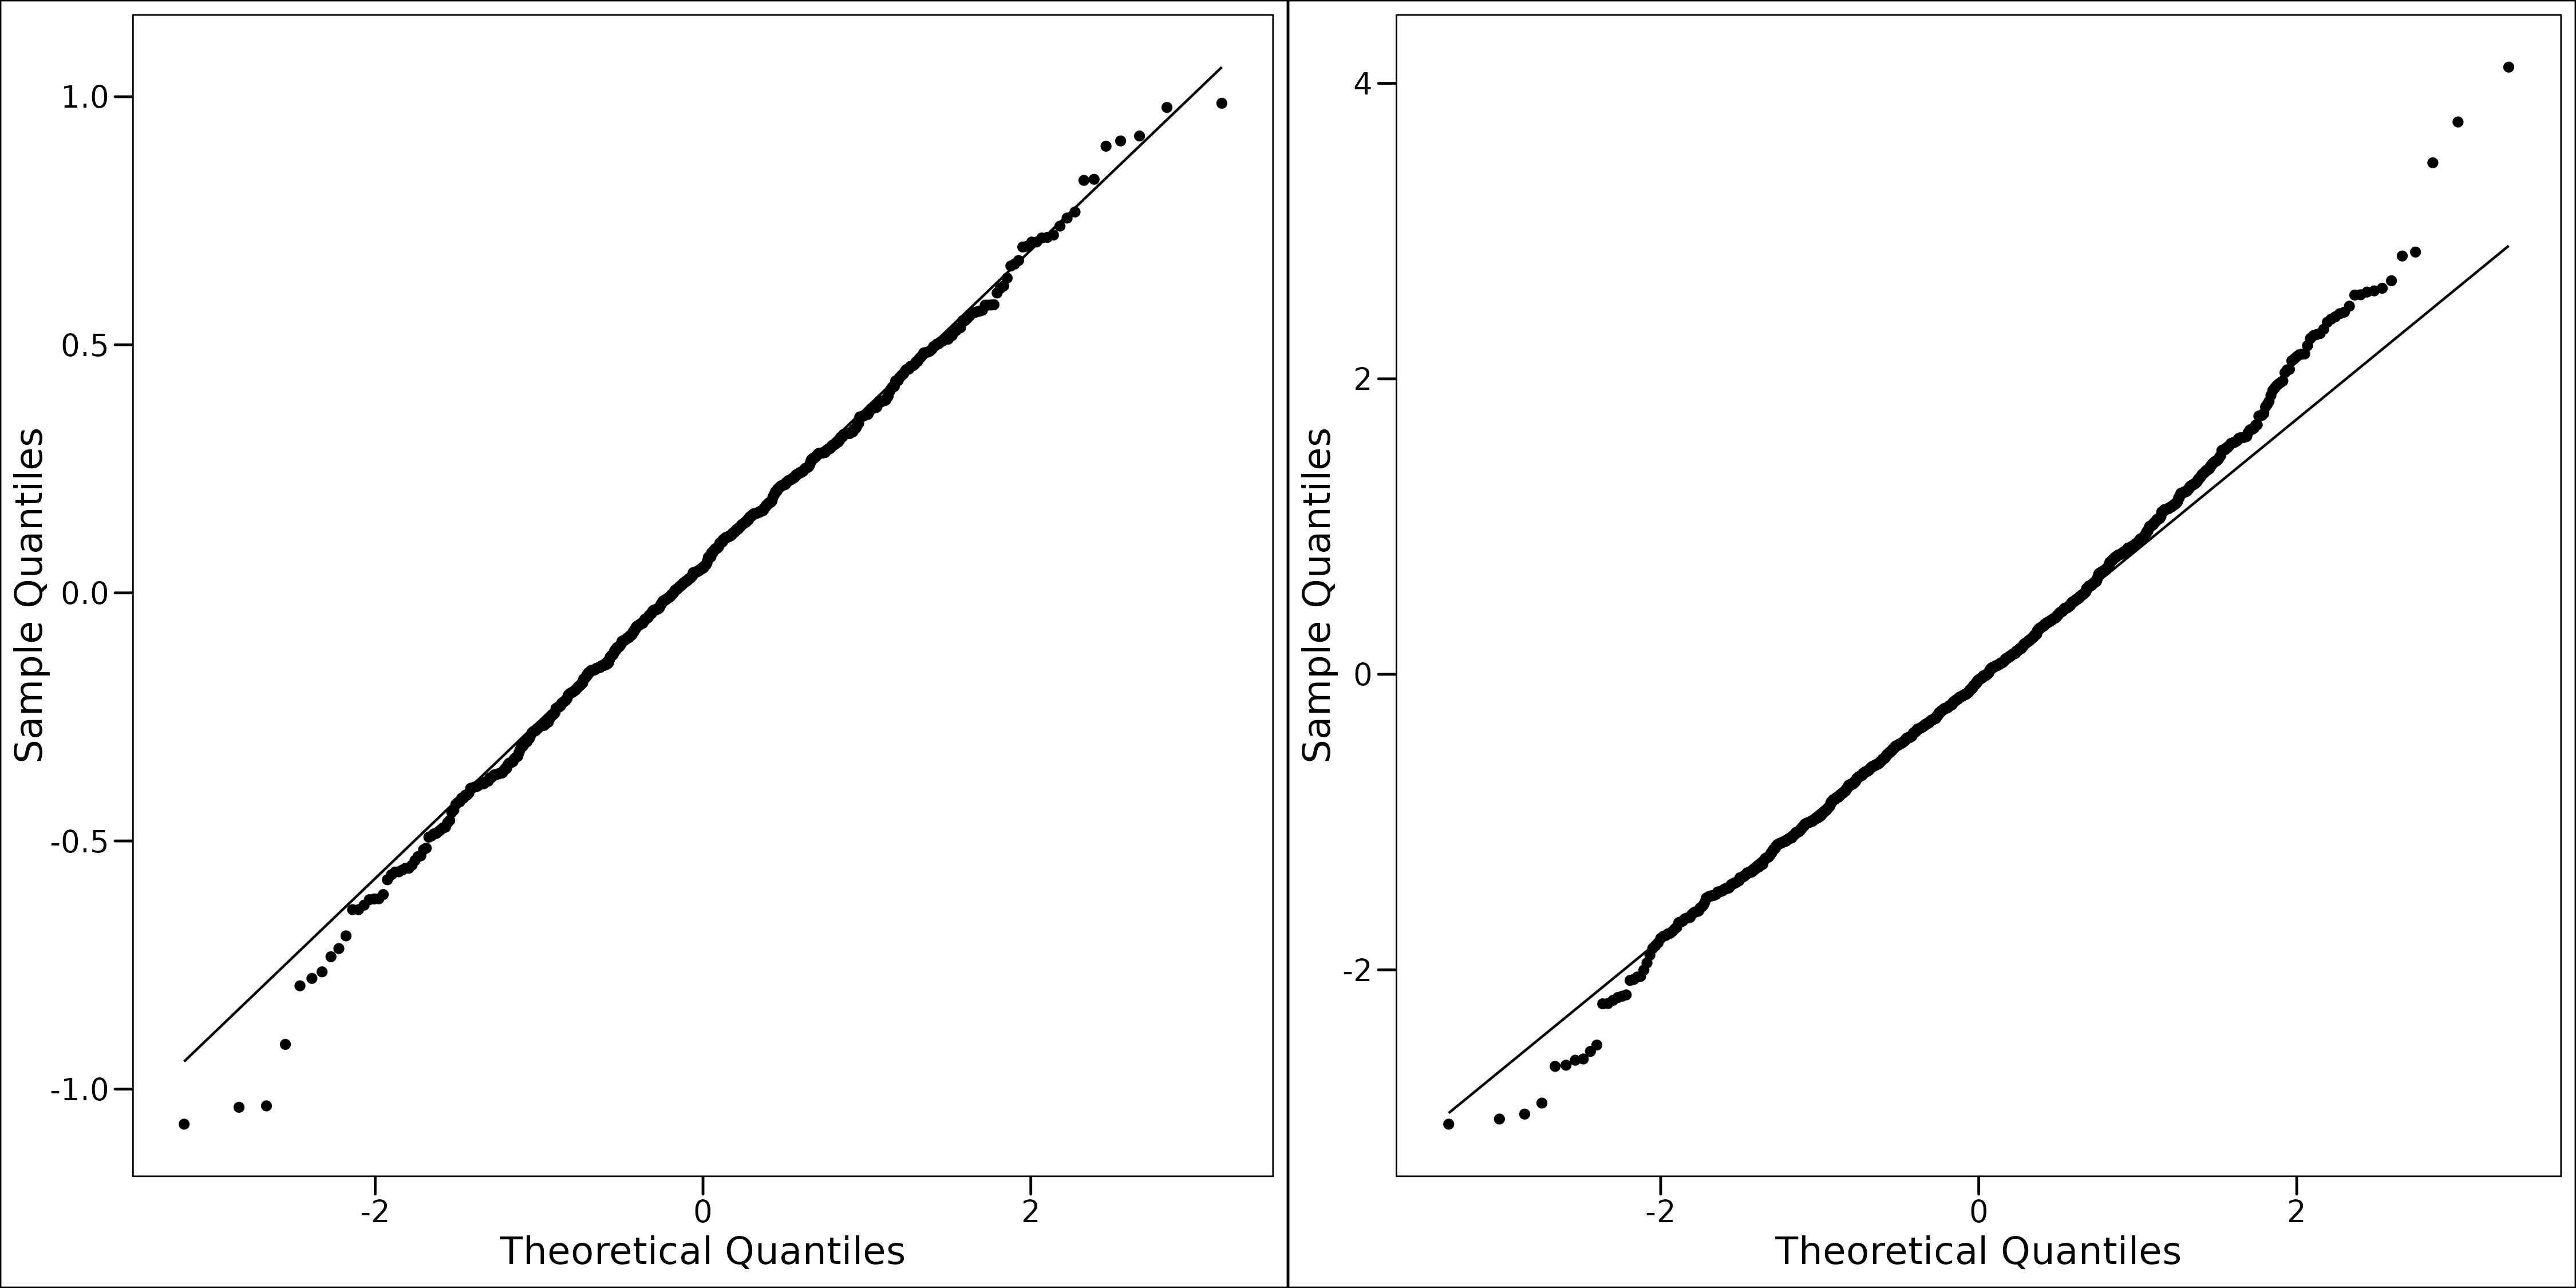 1.0
0.5
0.0
-0.5
-1.0
Sample Quantiles
-2 0 2
Theoretical Quantiles
4
2
0
-2
Sample Quantiles
-2 0 2
Theoretical Quantiles